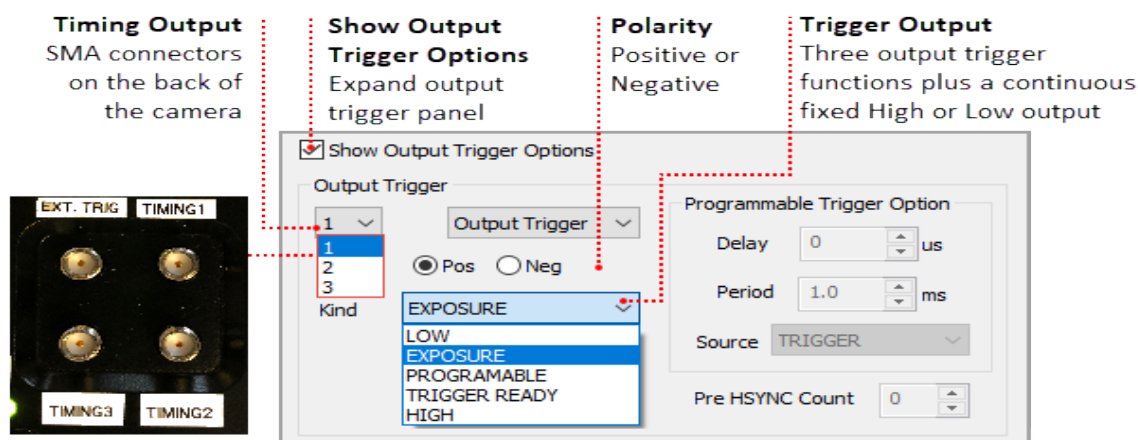 Timing Output
SMA connectors
on the back of
the camera
Show Output
Trigger Options
Expand output
trigger panel
Polarity
Positive or
Negative
Trigger Output
Three output trigger
functions plus a continuous
fixed High or Low output
EXT. TRIG
TIMING1
TIMING3
TIMING2
Show Output Trigger Options
Output Trigger
1
Output Trigger
1
2
3
Pos
Neg
Kind
EXPOSURE
LOW
EXPOSURE
PROGRAMABLE
TRIGGER READY
HIGH
Programmable Trigger Option
Delay 0 us
Period 1.0 ms
Source TRIGGER
Pre HSYNC Count 0